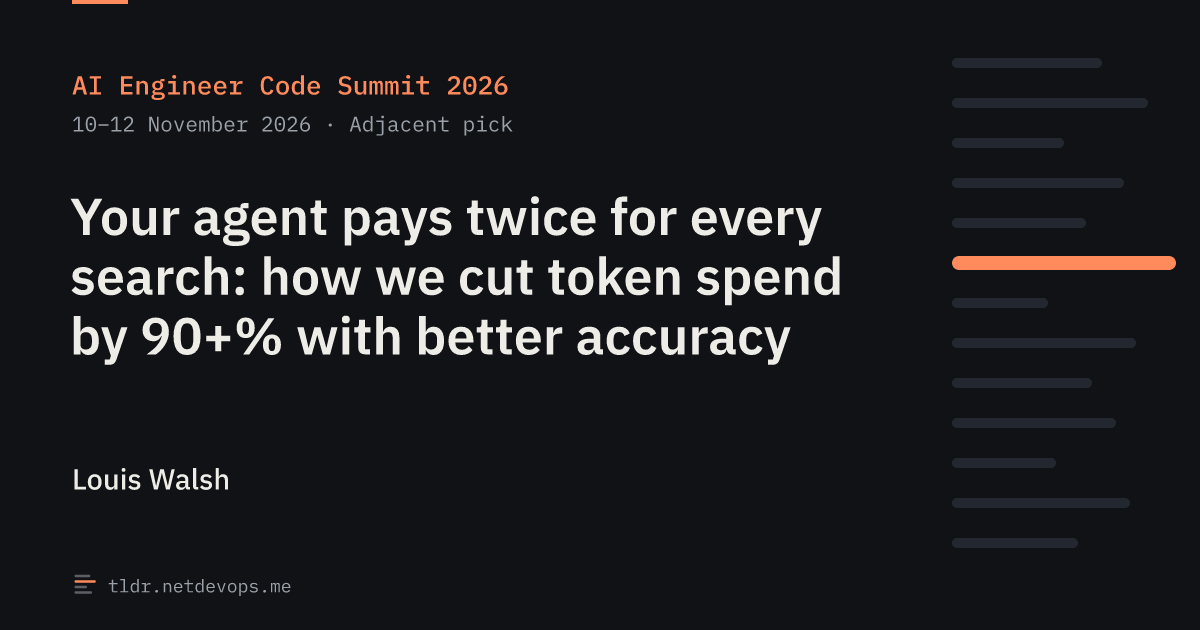 AI Engineer Code Summit 2026
10–12 November 2026 · Adjacent pick
Your agent pays twice for every
search: how we cut token spend
by 90+% with better accuracy
Louis Walsh
tldr.netdevops.me